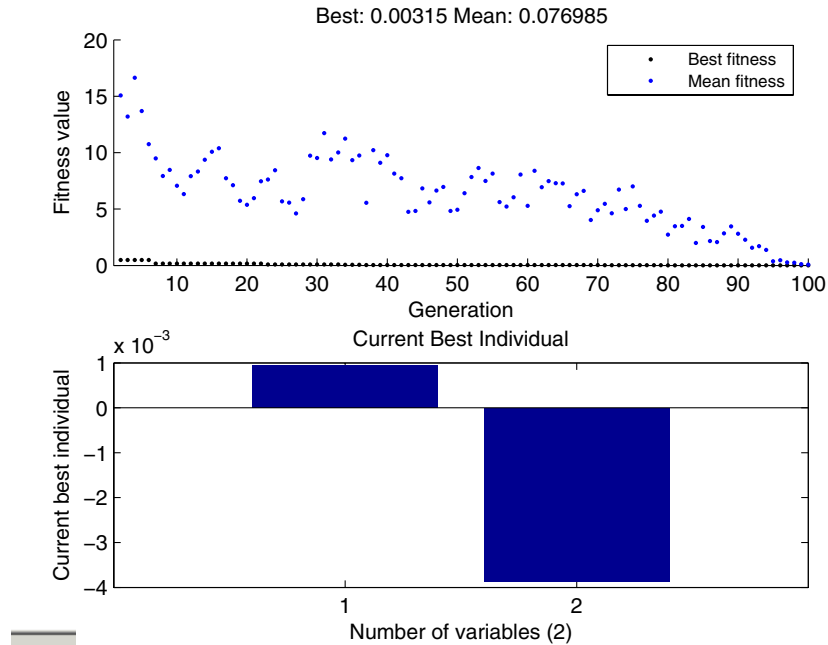 Best: 0.00315 Mean: 0.076985
Best fitness
Mean fitness
Fitness value
20
15
10
5
0
10 20 30 40 50 60 70 80 90 100
Generation
Current Best Individual
x 10⁻³
Current best individual
1
0
−1
−2
−3
−4
1 2
Number of variables (2)